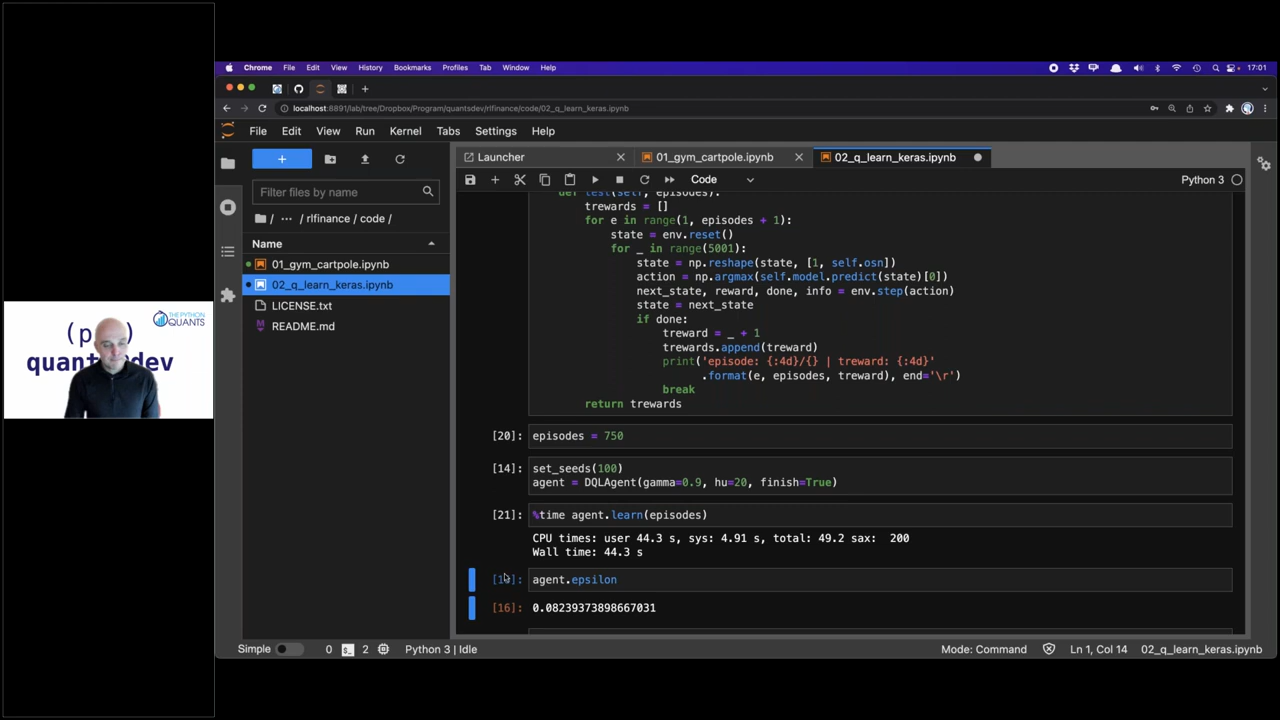 Chrome File Edit View History Bookmarks Profiles Tab Window Help 17:01
localhost:8891/lab/tree/Dropbox/Program/quantsdev/rlfinance/code/02_q_learn_keras.ipynb
File Edit View Run Kernel Tabs Settings Help
Launcher 01_gym_cartpole.ipynb 02_q_learn_keras.ipynb
Code Python 3
Filter files by name
/ ··· / rlfinance / code /
Name
01_gym_cartpole.ipynb
02_q_learn_keras.ipynb
LICENSE.txt
README.md
THE PYTHON
QUANTS
def test(self, episodes):
trewards = []
for e in range(1, episodes + 1):
state = env.reset()
for _ in range(5001):
state = np.reshape(state, [1, self.osn])
action = np.argmax(self.model.predict(state)[0])
next_state, reward, done, info = env.step(action)
state = next_state
if done:
treward = _ + 1
trewards.append(treward)
print('episode: {:4d}/{} | treward: {:4d}'
.format(e, episodes, treward), end='\r')
break
return trewards
[20]: episodes = 750
[14]: set_seeds(100)
agent = DQLAgent(gamma=0.9, hu=20, finish=True)
[21]: %time agent.learn(episodes)
CPU times: user 44.3 s, sys: 4.91 s, total: 49.2 sax: 200
Wall time: 44.3 s
agent.epsilon
[16]: 0.08239373898667031
Simple 0 2 Python 3 | Idle Mode: Command Ln 1, Col 14 02_q_learn_keras.ipynb